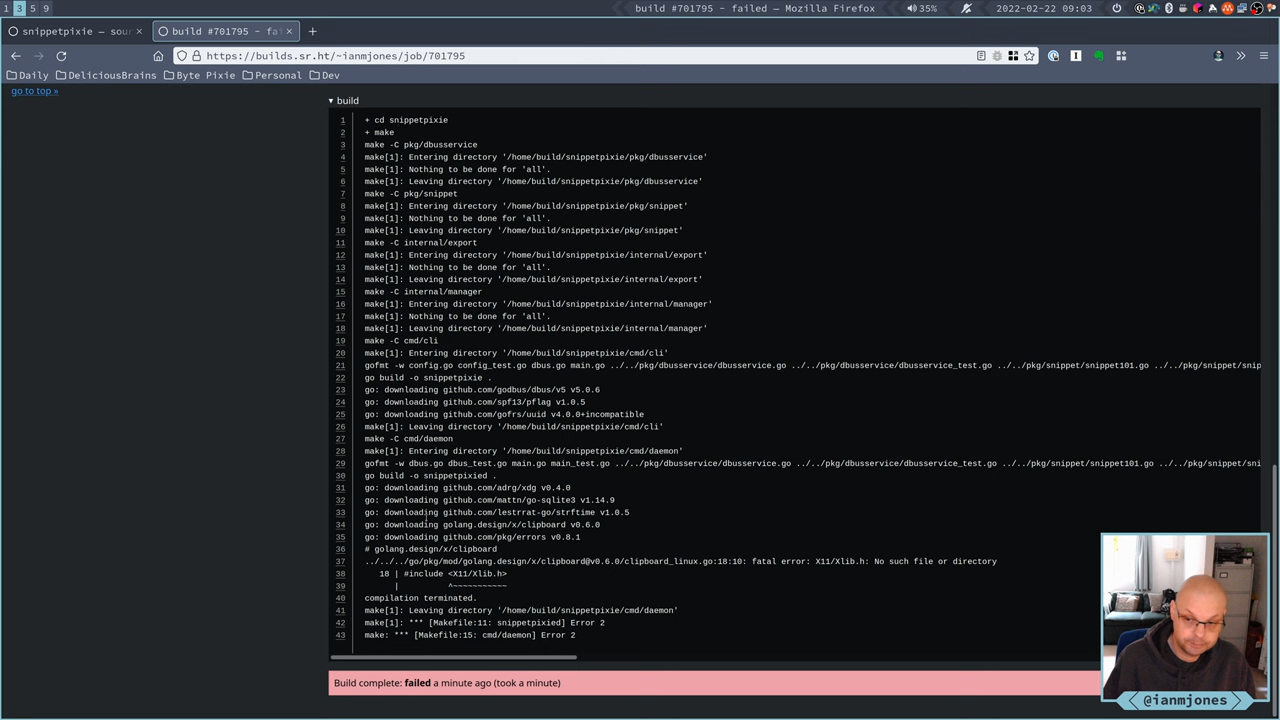 1 3 5 9
build #701795 - failed — Mozilla Firefox
35%
2022-02-22 09:03
snippetpixie — sour
build #701795 - fai
https://builds.sr.ht/~ianmjones/job/701795
Daily DeliciousBrains Byte Pixie Personal Dev
go to top »
build
1 + cd snippetpixie
2 + make
3 make -C pkg/dbusservice
4 make[1]: Entering directory '/home/build/snippetpixie/pkg/dbusservice'
5 make[1]: Nothing to be done for 'all'.
6 make[1]: Leaving directory '/home/build/snippetpixie/pkg/dbusservice'
7 make -C pkg/snippet
8 make[1]: Entering directory '/home/build/snippetpixie/pkg/snippet'
9 make[1]: Nothing to be done for 'all'.
10 make[1]: Leaving directory '/home/build/snippetpixie/pkg/snippet'
11 make -C internal/export
12 make[1]: Entering directory '/home/build/snippetpixie/internal/export'
13 make[1]: Nothing to be done for 'all'.
14 make[1]: Leaving directory '/home/build/snippetpixie/internal/export'
15 make -C internal/manager
16 make[1]: Entering directory '/home/build/snippetpixie/internal/manager'
17 make[1]: Nothing to be done for 'all'.
18 make[1]: Leaving directory '/home/build/snippetpixie/internal/manager'
19 make -C cmd/cli
20 make[1]: Entering directory '/home/build/snippetpixie/cmd/cli'
21 gofmt -w config.go config_test.go dbus.go main.go ../../pkg/dbusservice/dbusservice.go ../../pkg/dbusservice/dbusservice_test.go ../../pkg/snippet/snippet101.go ../../pkg/snip
22 go build -o snippetpixie .
23 go: downloading github.com/godbus/dbus/v5 v5.0.6
24 go: downloading github.com/spf13/pflag v1.0.5
25 go: downloading github.com/gofrs/uuid v4.0.0+incompatible
26 make[1]: Leaving directory '/home/build/snippetpixie/cmd/cli'
27 make -C cmd/daemon
28 make[1]: Entering directory '/home/build/snippetpixie/cmd/daemon'
29 gofmt -w dbus.go dbus_test.go main.go main_test.go ../../pkg/dbusservice/dbusservice.go ../../pkg/dbusservice/dbusservice_test.go ../../pkg/snippet/snippet101.go ../../pkg/snippet/sni
30 go build -o snippetpixied .
31 go: downloading github.com/adrg/xdg v0.4.0
32 go: downloading github.com/mattn/go-sqlite3 v1.14.9
33 go: downloading github.com/lestrrat-go/strftime v1.0.5
34 go: downloading golang.design/x/clipboard v0.6.0
35 go: downloading github.com/pkg/errors v0.8.1
36 # golang.design/x/clipboard
37 ../../../go/pkg/mod/golang.design/x/clipboard@v0.6.0/clipboard_linux.go:18:10: fatal error: X11/Xlib.h: No such file or directory
38 18 | #include <X11/Xlib.h>
39 | ^~~~~~~~~~~~
40 compilation terminated.
41 make[1]: Leaving directory '/home/build/snippetpixie/cmd/daemon'
42 make[1]: *** [Makefile:11: snippetpixied] Error 2
43 make: *** [Makefile:15: cmd/daemon] Error 2
Build complete: failed a minute ago (took a minute)
@ianmjones